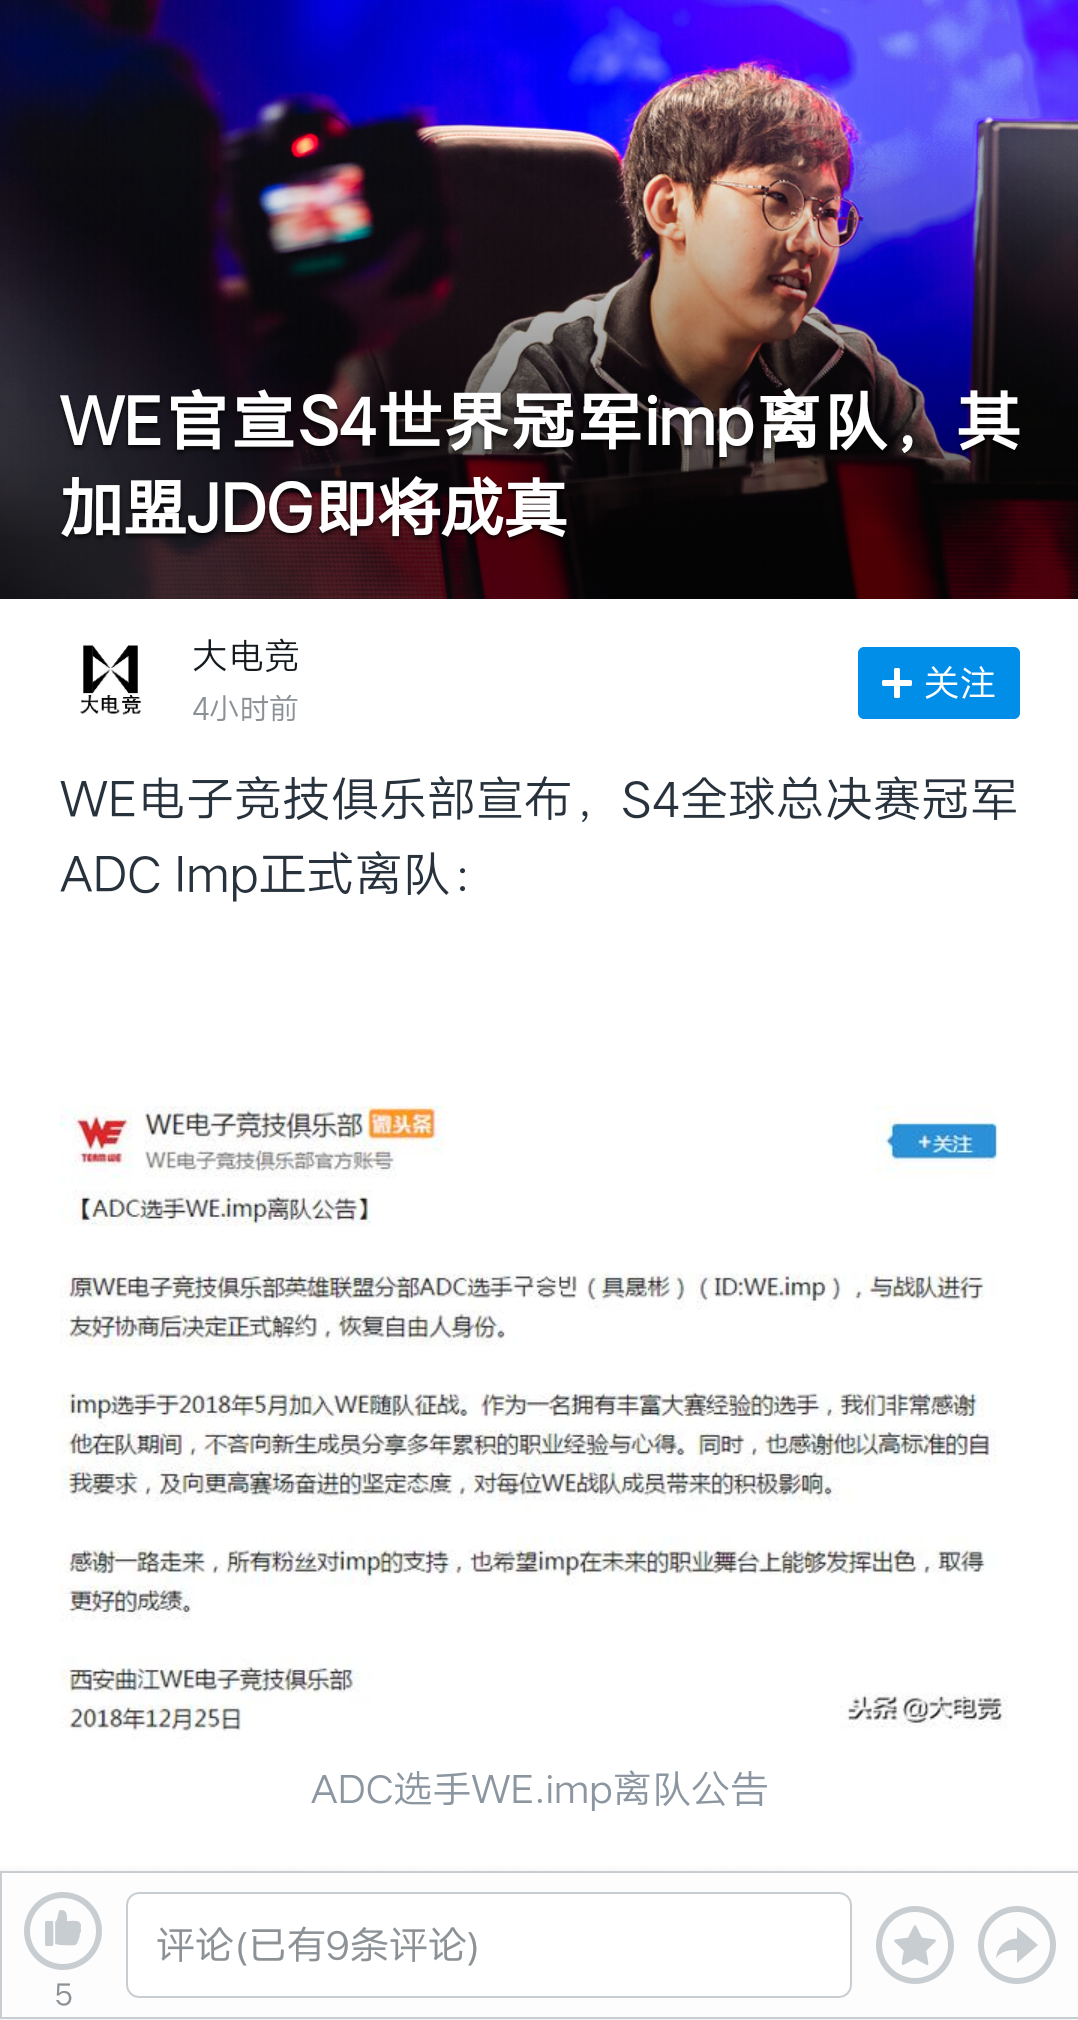 WE官宣S4世界冠军imp离队，其
加盟JDG即将成真
大电竞
大电竞
4小时前
+ 关注
WE电子竞技俱乐部宣布，S4全球总决赛冠军
ADC Imp正式离队：
WE电子竞技俱乐部 微头条
TEAM WE
WE电子竞技俱乐部官方账号
+关注
【ADC选手WE.imp离队公告】
原WE电子竞技俱乐部英雄联盟分部ADC选手구승빈（具晟彬）（ID:WE.imp），与战队进行
友好协商后决定正式解约，恢复自由人身份。
imp选手于2018年5月加入WE随队征战。作为一名拥有丰富大赛经验的选手，我们非常感谢
他在队期间，不吝向新生成员分享多年累积的职业经验与心得。同时，也感谢他以高标准的自
我要求，及向更高赛场奋进的坚定态度，对每位WE战队成员带来的积极影响。
感谢一路走来，所有粉丝对imp的支持，也希望imp在未来的职业舞台上能够发挥出色，取得
更好的成绩。
西安曲江WE电子竞技俱乐部
2018年12月25日
头条 @大电竞
ADC选手WE.imp离队公告
评论(已有9条评论)
5